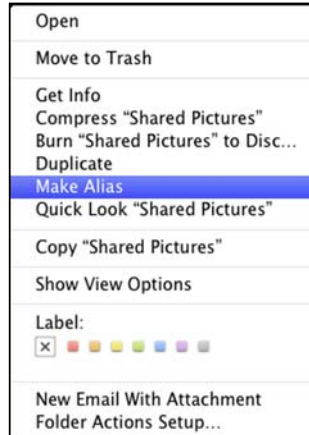 Open
Move to Trash
Get Info
Compress “Shared Pictures”
Burn “Shared Pictures” to Disc...
Duplicate
Make Alias
Quick Look “Shared Pictures”
Copy “Shared Pictures”
Show View Options
Label:
New Email With Attachment
Folder Actions Setup...